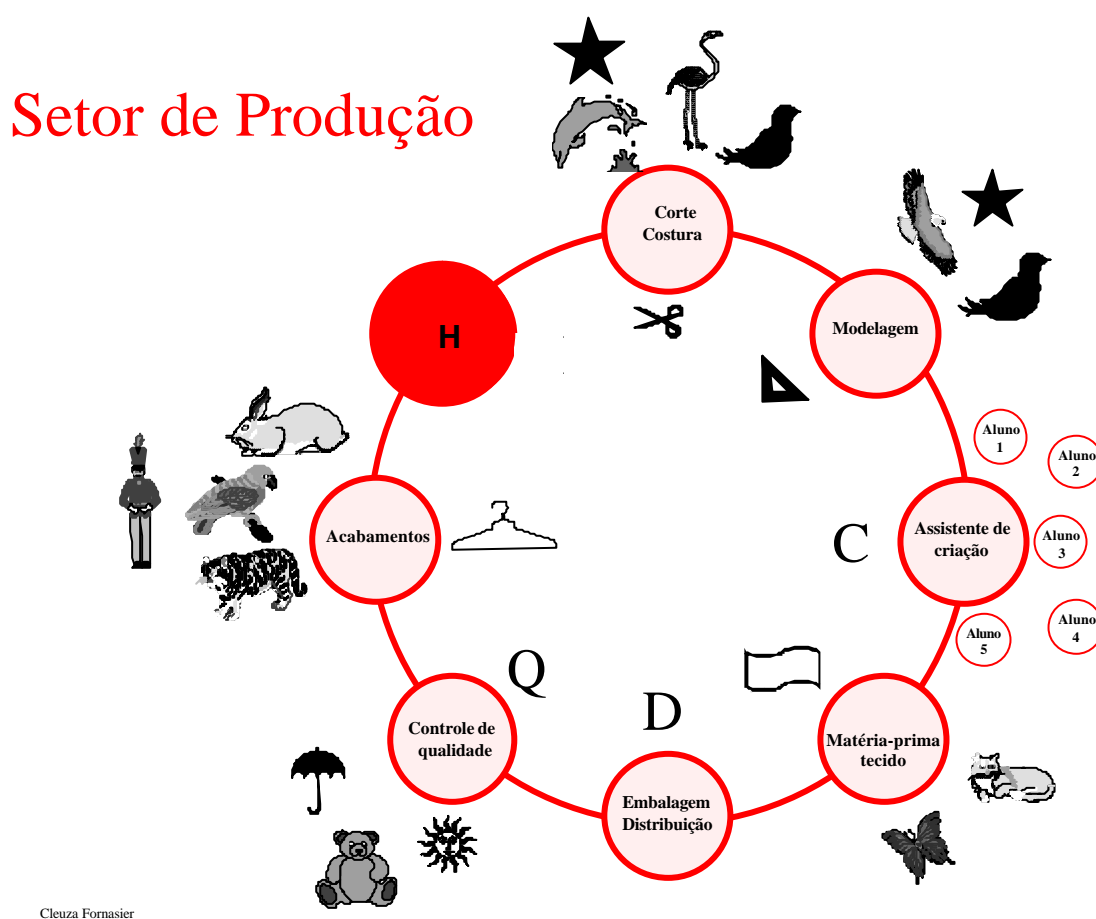 Setor de Produção
Corte
Costura
H
Modelagem
Aluno
1
Aluno
2
Acabamentos
C
Assistente de
criação
Aluno
3
Aluno
4
Aluno
5
Q
D
Controle de
qualidade
Matéria-prima
tecido
Embalagem
Distribuição
Cleuza Fornasier